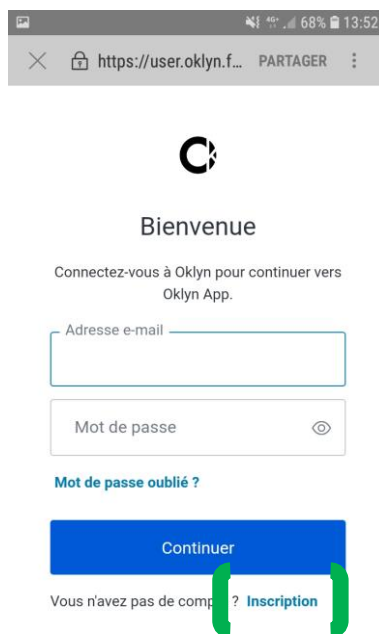 4G+ 68% 13:52
https://user.oklyn.f... PARTAGER
Bienvenue
Connectez-vous à Oklyn pour continuer vers
Oklyn App.
Adresse e-mail
Mot de passe
Mot de passe oublié ?
Continuer
Vous n'avez pas de comp ? Inscription